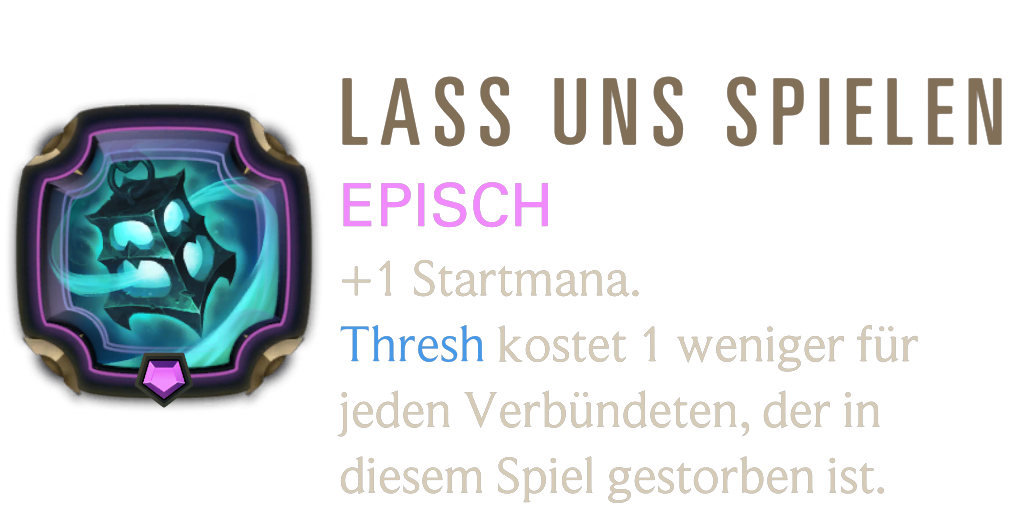 LASS UNS SPIELEN
EPISCH
+1 Startmana.
Thresh kostet 1 weniger für
jeden Verbündeten, der in
diesem Spiel gestorben ist.